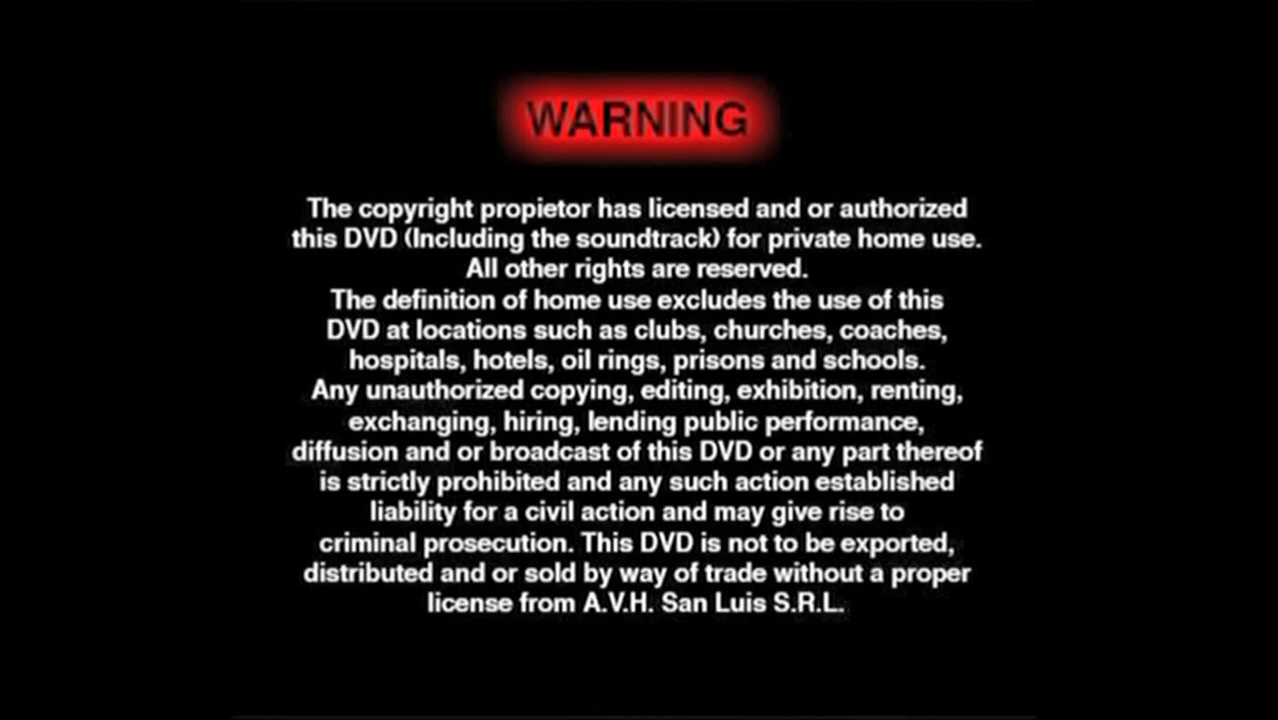 WARNING
The copyright propietor has licensed and or authorized
this DVD (Including the soundtrack) for private home use.
All other rights are reserved.
The definition of home use excludes the use of this
DVD at locations such as clubs, churches, coaches,
hospitals, hotels, oil rings, prisons and schools.
Any unauthorized copying, editing, exhibition, renting,
exchanging, hiring, lending public performance,
diffusion and or broadcast of this DVD or any part thereof
is strictly prohibited and any such action established
liability for a civil action and may give rise to
criminal prosecution. This DVD is not to be exported,
distributed and or sold by way of trade without a proper
license from A.V.H. San Luis S.R.L.